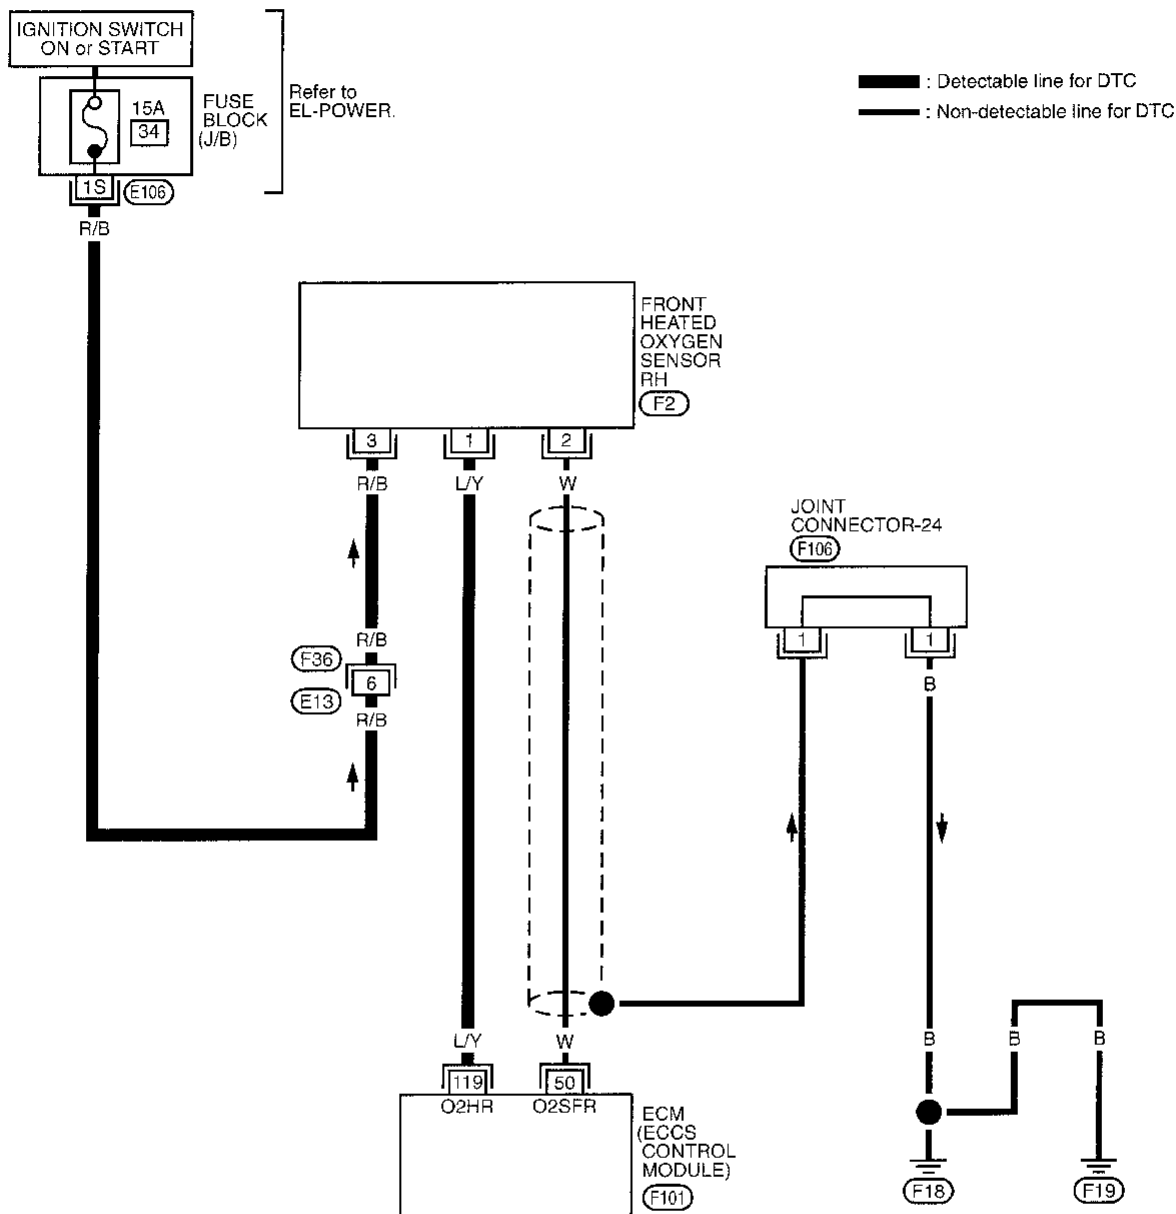 IGNITION SWITCH
ON or START
15A
34
FUSE
BLOCK
(J/B)
Refer to
EL-POWER.
1S
E106
R/B
: Detectable line for DTC
: Non-detectable line for DTC
FRONT
HEATED
OXYGEN
SENSOR
RH
F2
3
1
2
R/B
L/Y
W
JOINT
CONNECTOR-24
F106
1
1
B
R/B
F36
6
E13
R/B
L/Y
W
B
B
B
119
50
O2HR
O2SFR
ECM
(ECCS
CONTROL
MODULE)
F101
F18
F19